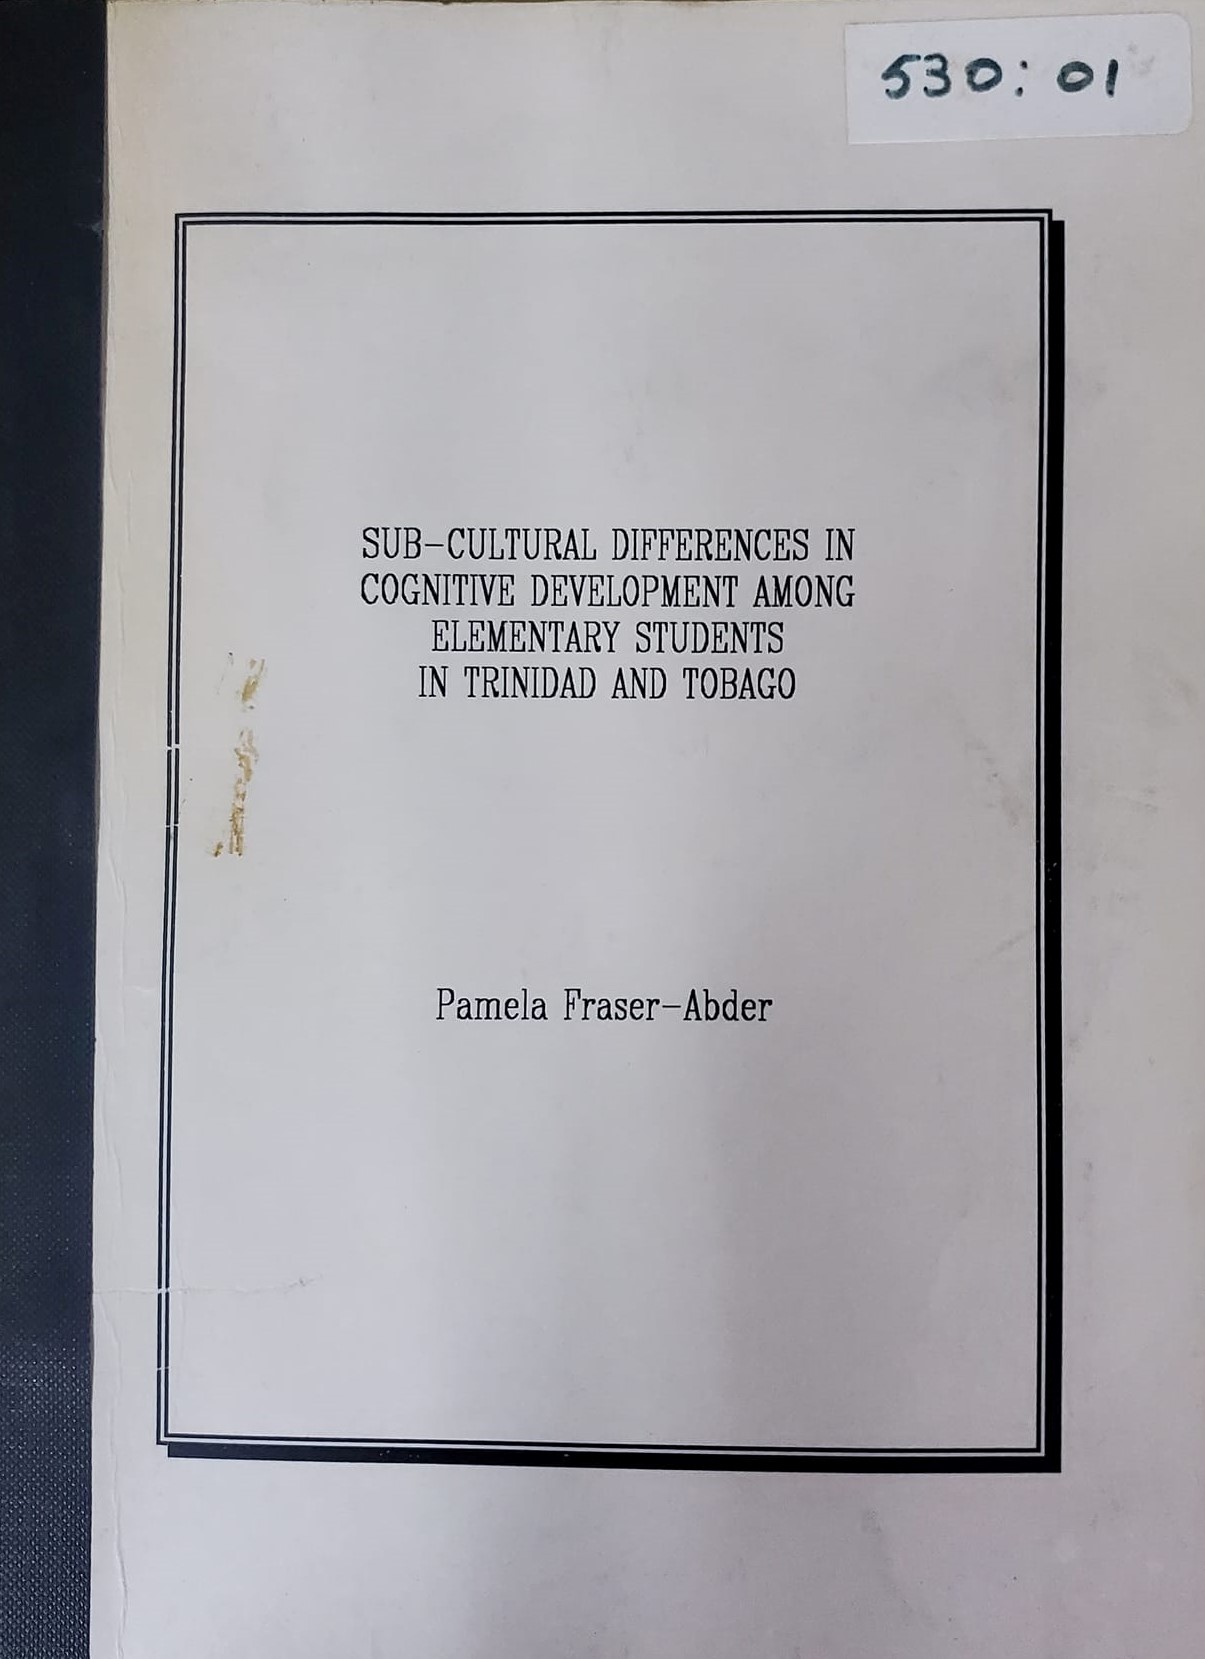 530: 01
SUB-CULTURAL DIFFERENCES IN
COGNITIVE DEVELOPMENT AMONG
ELEMENTARY STUDENTS
IN TRINIDAD AND TOBAGO
Pamela Fraser-Abder